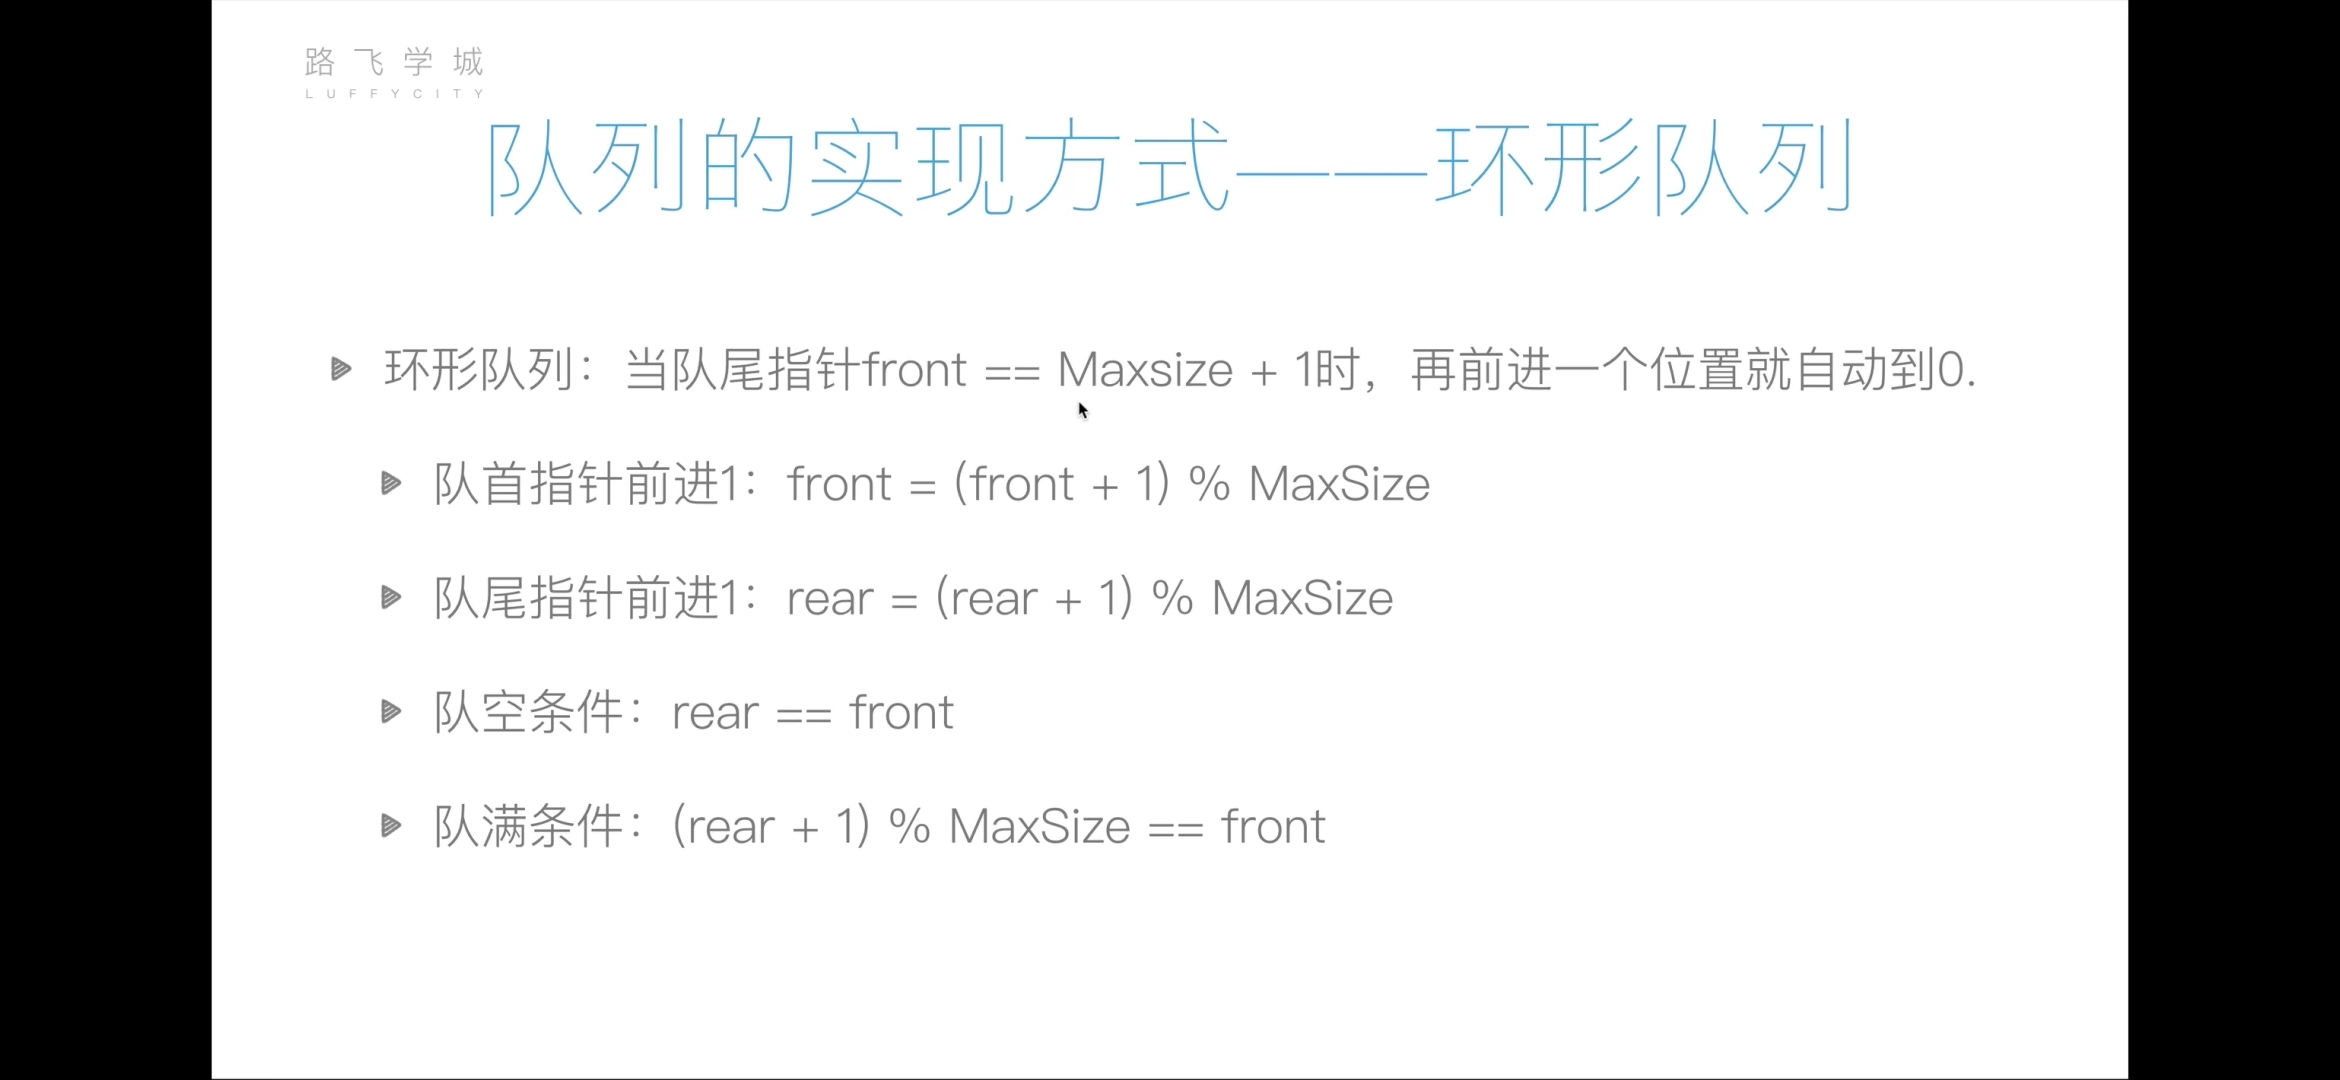 路飞学城
LUFFYCITY
队列的实现方式——环形队列
环形队列：当队尾指针front == Maxsize + 1时，再前进一个位置就自动到0.
队首指针前进1：front = (front + 1) % MaxSize
队尾指针前进1：rear = (rear + 1) % MaxSize
队空条件：rear == front
队满条件：(rear + 1) % MaxSize == front